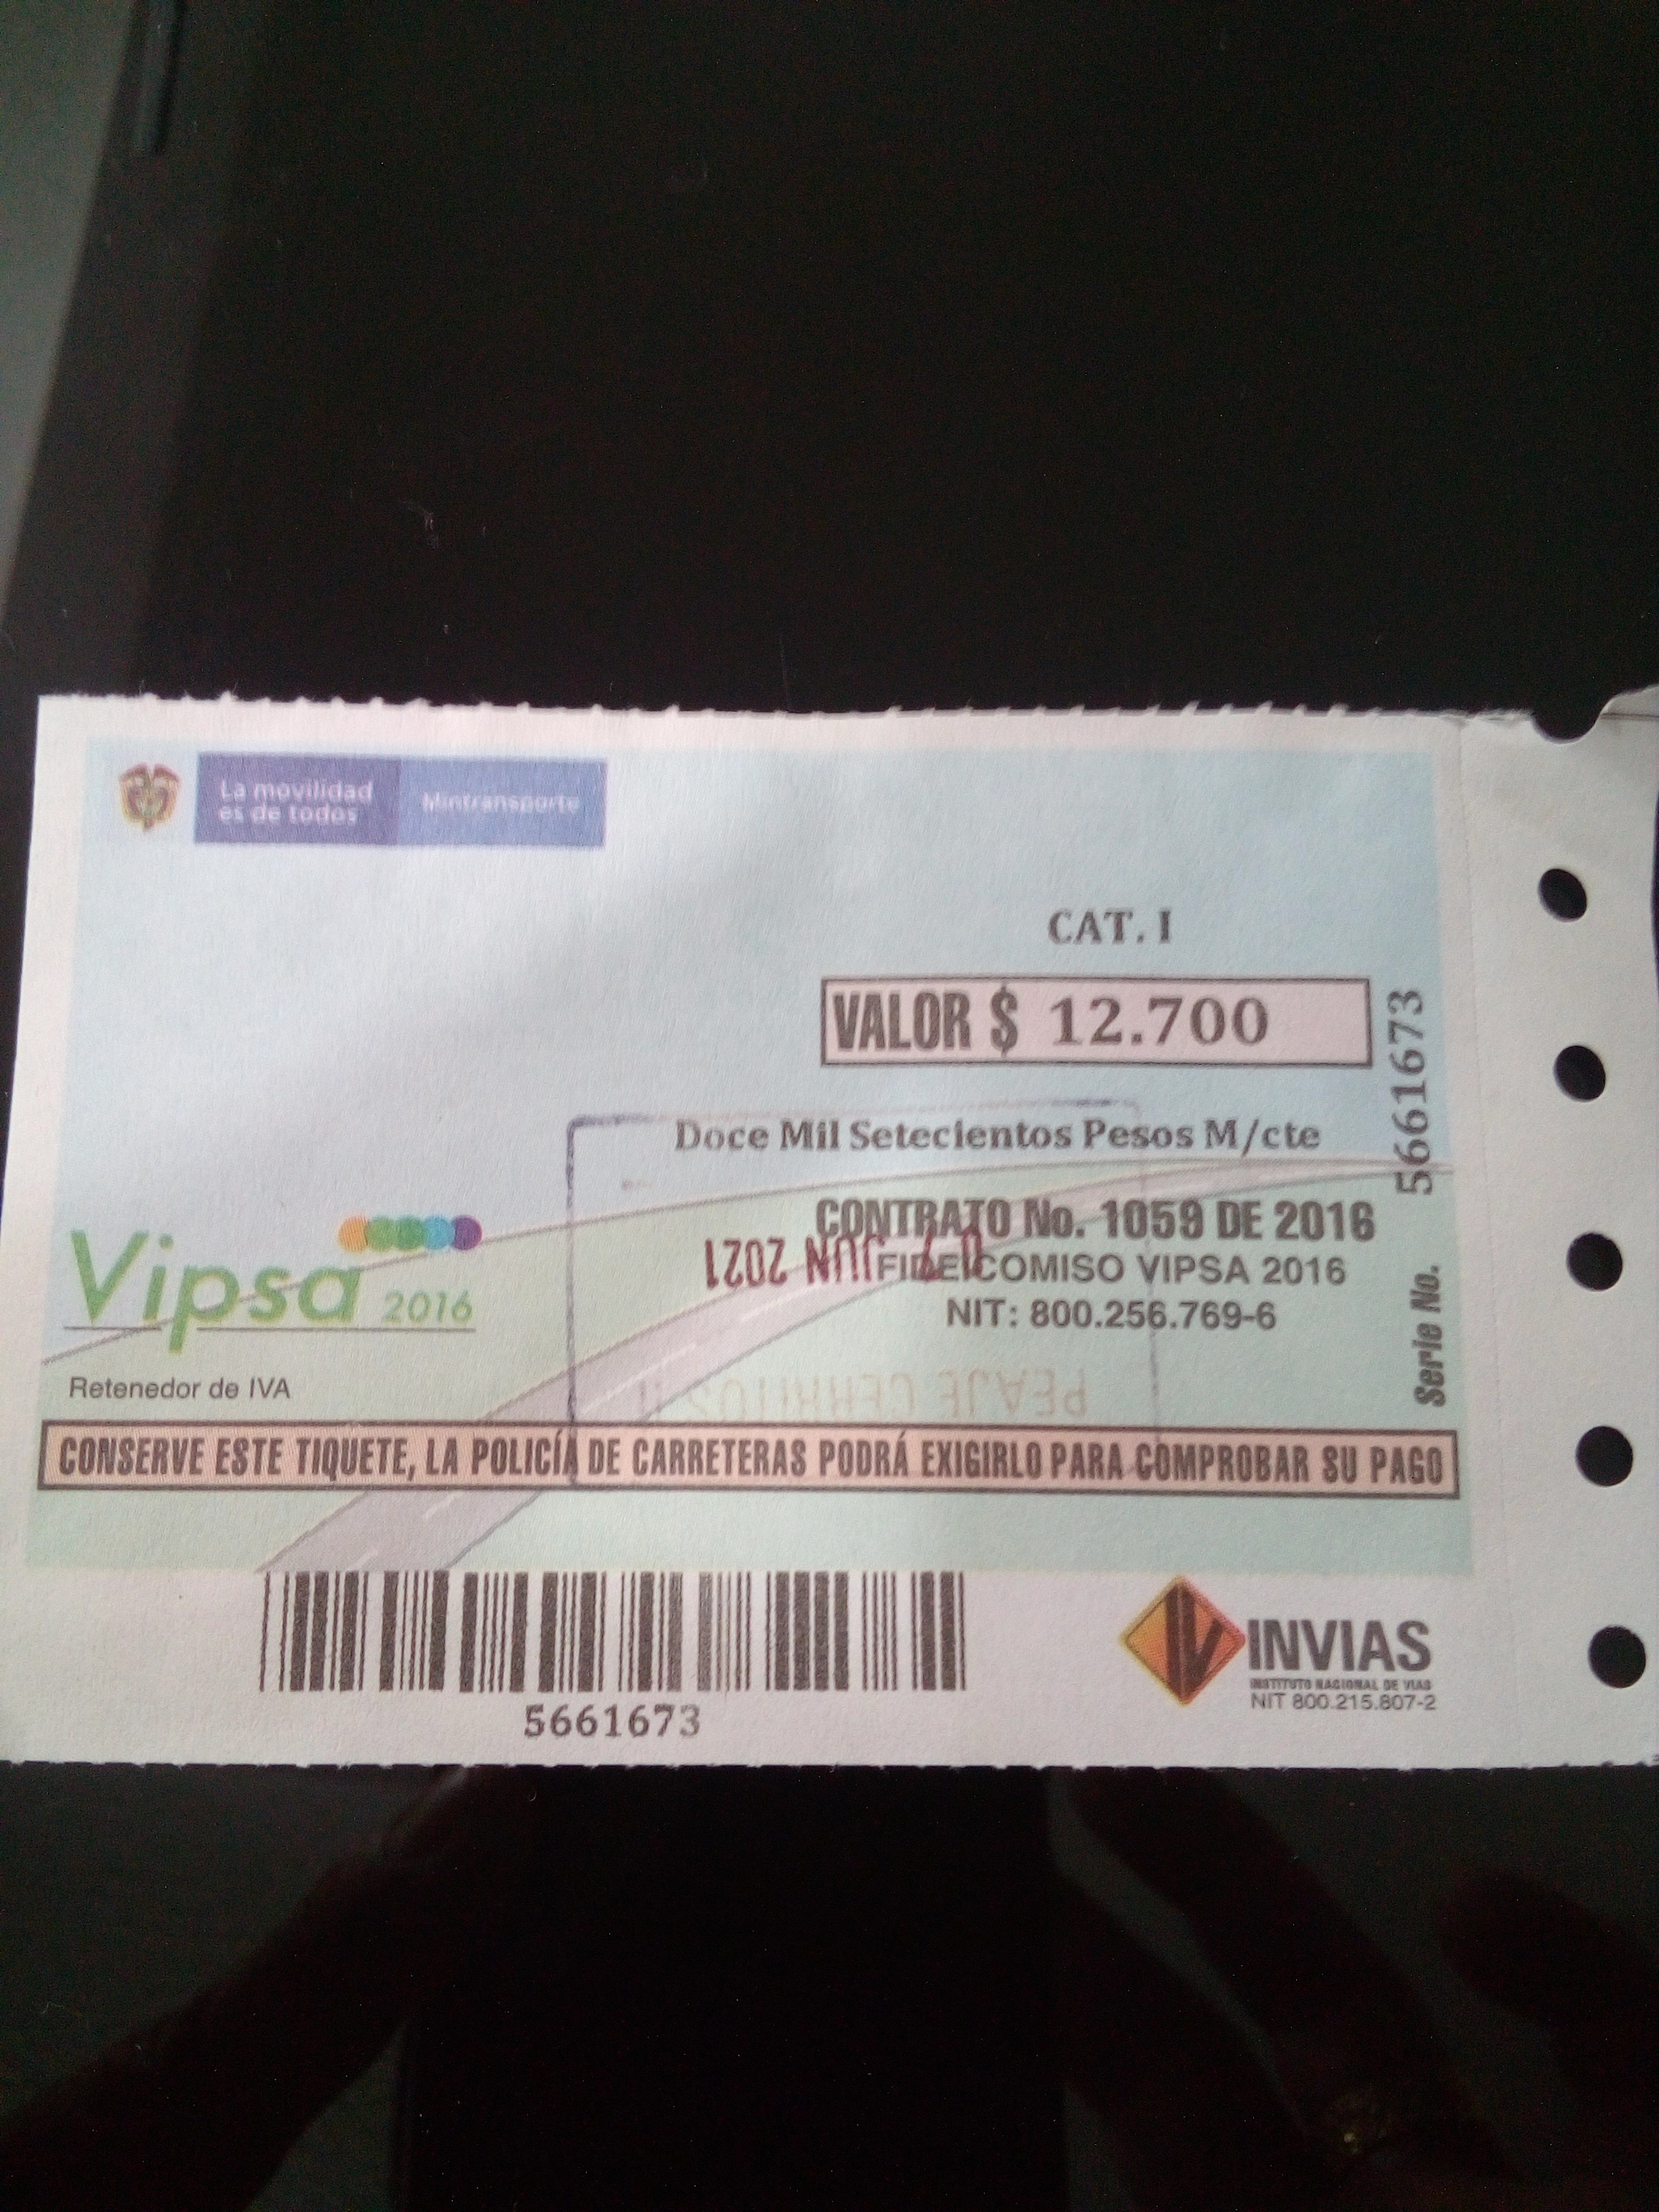 La movilidad
es de todos
Mintransporte
CAT. I
VALOR $ 12.700
Doce Mil Setecientos Pesos M/cte
CONTRATO No. 1059 DE 2016
FIDEICOMISO VIPSA 2016
NIT: 800.256.769-6
JUN 2021
PEAJE CERRITOS II
Serie No. 5661673
Vipsa 2016
Retenedor de IVA
CONSERVE ESTE TIQUETE, LA POLICÍA DE CARRETERAS PODRÁ EXIGIRLO PARA COMPROBAR SU PAGO
5661673
INVIAS
INSTITUTO NACIONAL DE VIAS
NIT 800.215.807-2